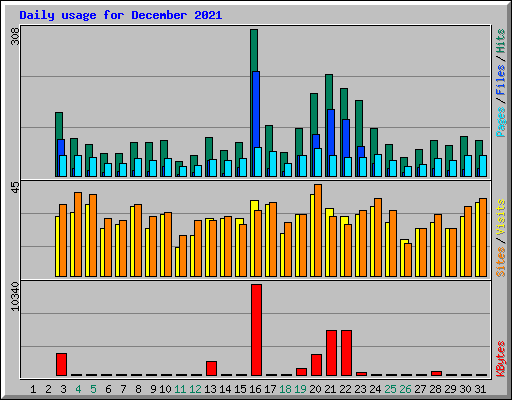 Daily usage for December 2021
308
Pages / Files / Hits
45
Sites / Visits
10340
KBytes
1 2 3 4 5 6 7 8 9 10 11 12 13 14 15 16 17 18 19 20 21 22 23 24 25 26 27 28 29 30 31